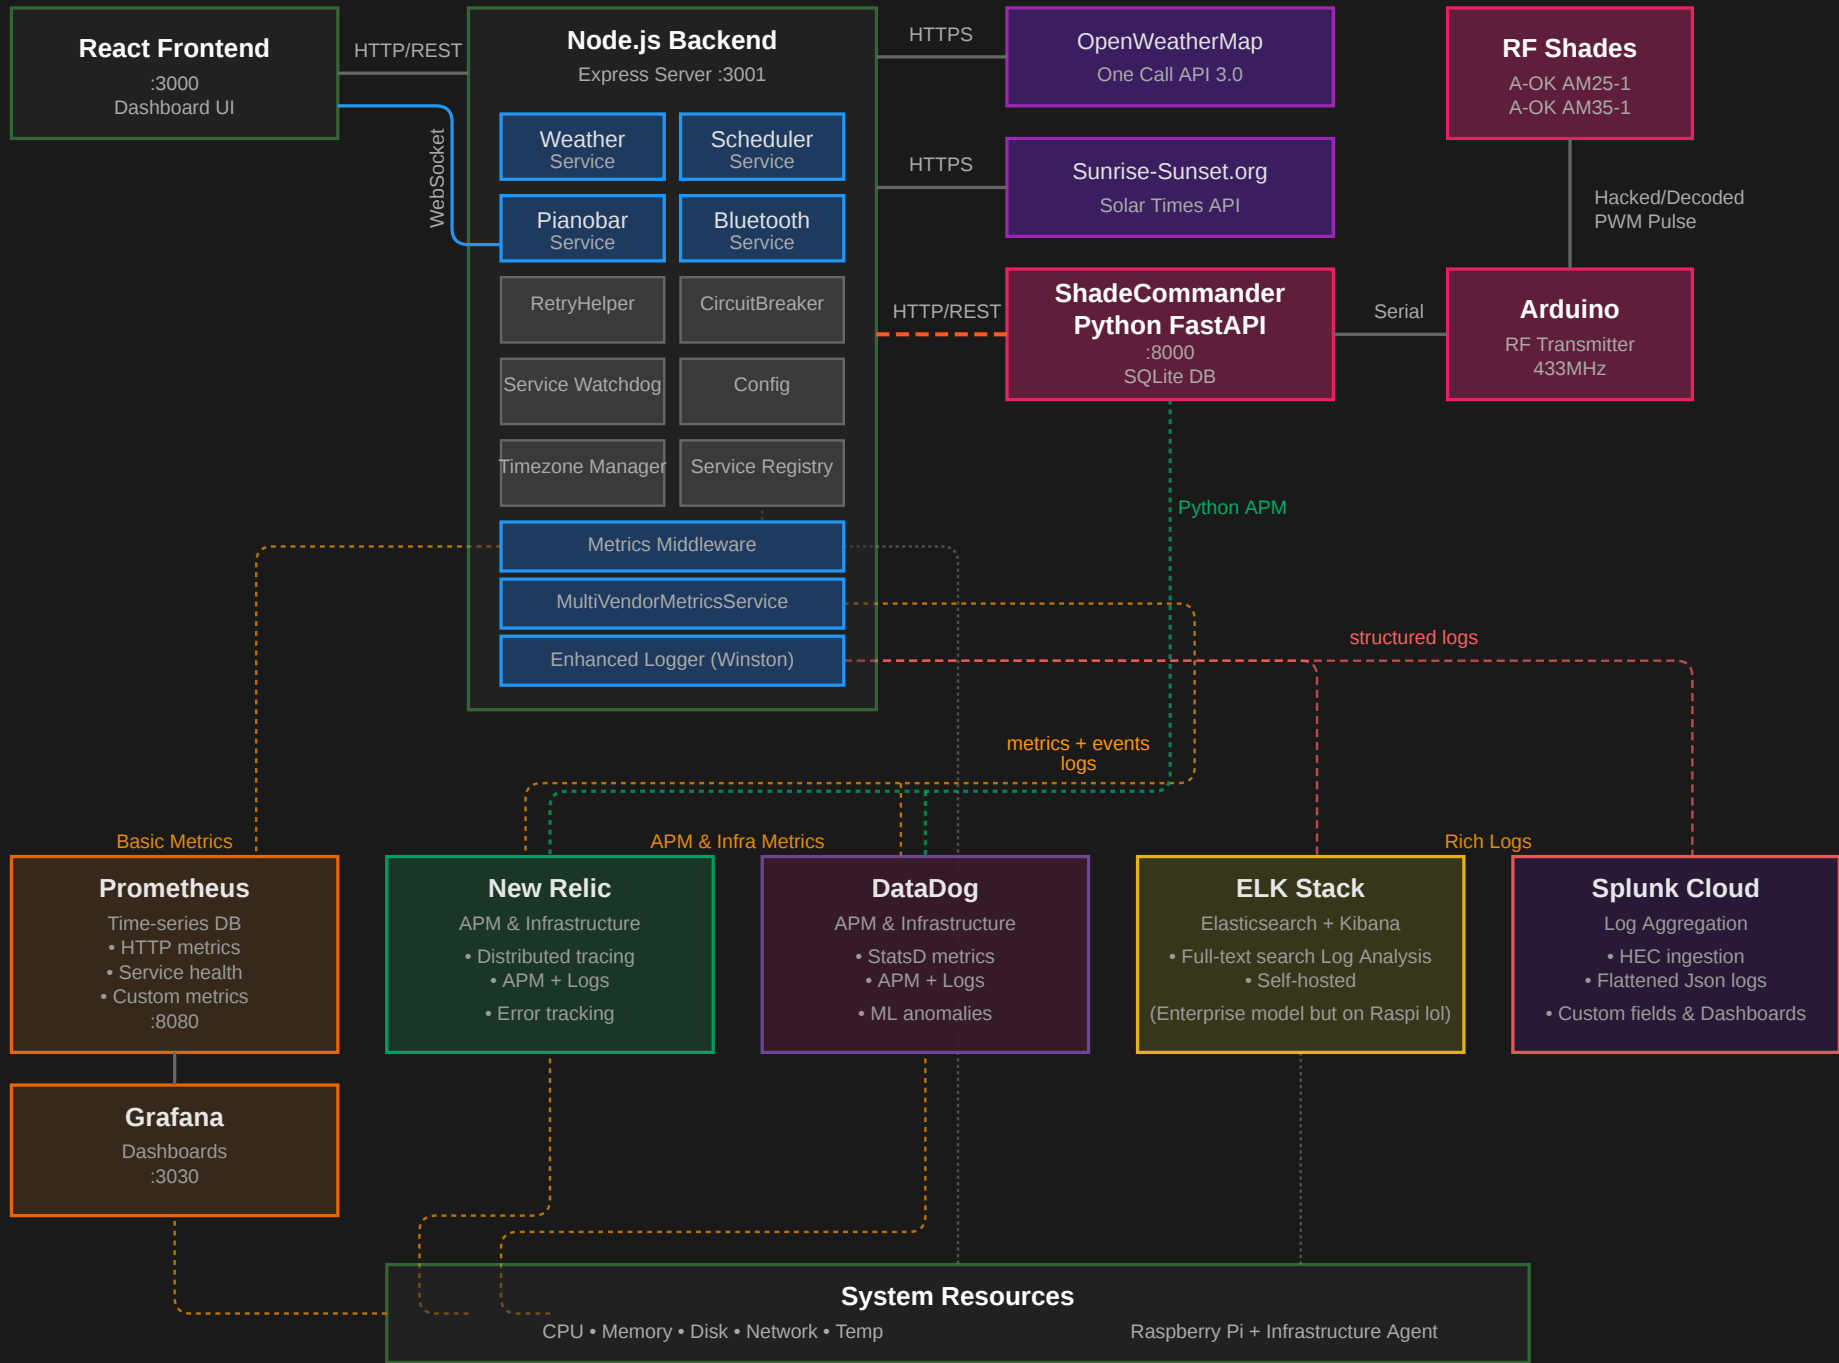 React Frontend
:3000
Dashboard UI
HTTP/REST
WebSocket
Node.js Backend
Express Server :3001
Weather
Service
Scheduler
Service
Pianobar
Service
Bluetooth
Service
RetryHelper
CircuitBreaker
Service Watchdog
Config
Timezone Manager
Service Registry
Metrics Middleware
MultiVendorMetricsService
Enhanced Logger (Winston)
HTTPS
OpenWeatherMap
One Call API 3.0
HTTPS
Sunrise-Sunset.org
Solar Times API
HTTP/REST
ShadeCommander
Python FastAPI
:8000
SQLite DB
Serial
RF Shades
A-OK AM25-1
A-OK AM35-1
Hacked/Decoded
PWM Pulse
Arduino
RF Transmitter
433MHz
Python APM
structured logs
metrics + events
logs
Basic Metrics
APM & Infra Metrics
Rich Logs
Prometheus
Time-series DB
• HTTP metrics
• Service health
• Custom metrics
:8080
New Relic
APM & Infrastructure
• Distributed tracing
• APM + Logs
• Error tracking
DataDog
APM & Infrastructure
• StatsD metrics
• APM + Logs
• ML anomalies
ELK Stack
Elasticsearch + Kibana
• Full-text search Log Analysis
• Self-hosted
(Enterprise model but on Raspi lol)
Splunk Cloud
Log Aggregation
• HEC ingestion
• Flattened Json logs
• Custom fields & Dashboards
Grafana
Dashboards
:3030
System Resources
CPU • Memory • Disk • Network • Temp
Raspberry Pi + Infrastructure Agent